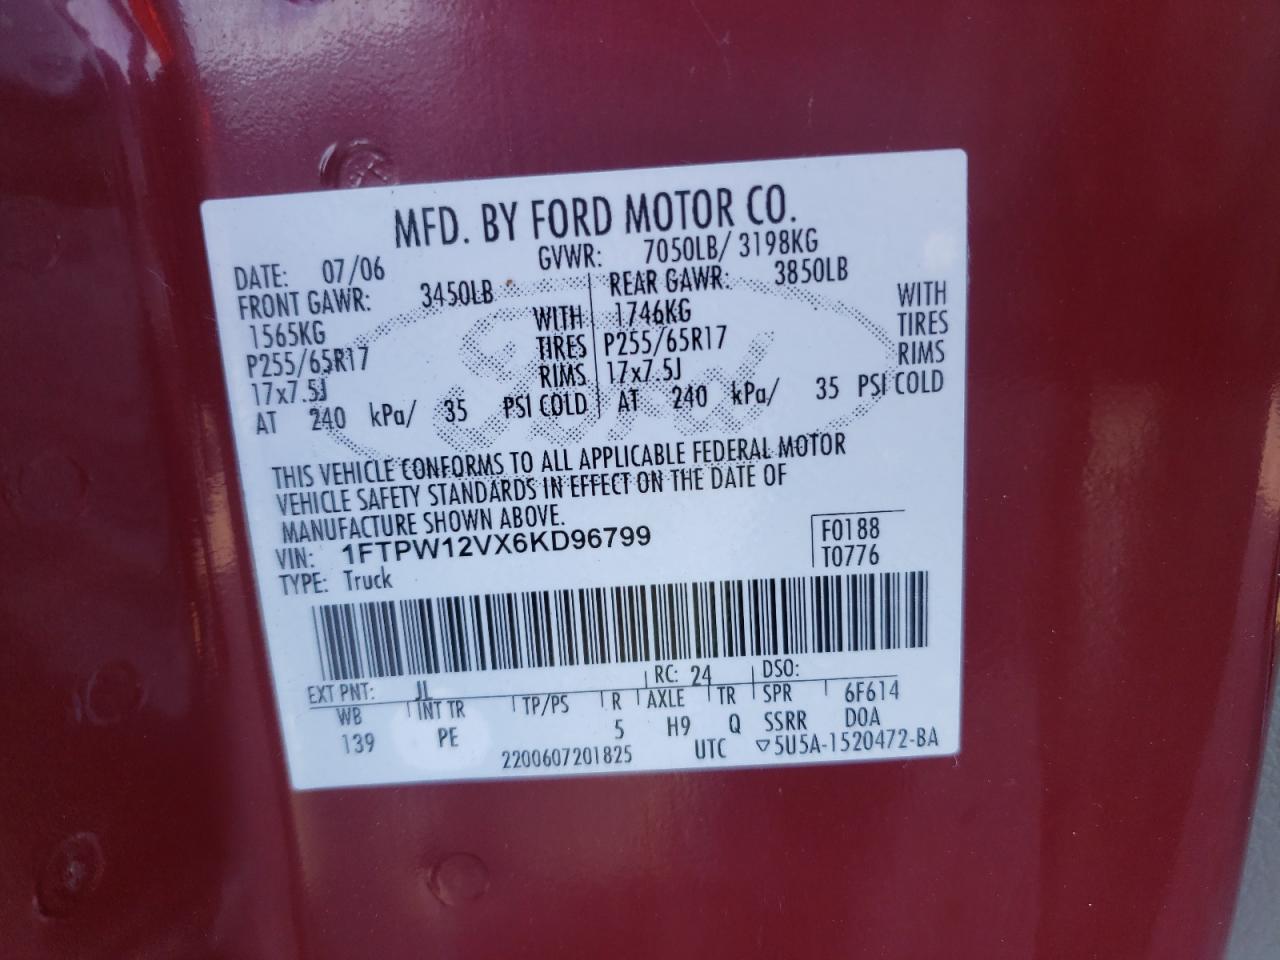 MFD. BY FORD MOTOR CO.
DATE: 07/06 GVWR: 7050LB/ 3198KG
FRONT GAWR: 3450LB REAR GAWR: 3850LB
1565KG WITH 1746KG WITH
P255/65R17 TIRES P255/65R17 TIRES
17x7.5J RIMS 17x7.5J RIMS
AT 240 kPa/ 35 PSI COLD AT 240 kPa/ 35 PSI COLD
THIS VEHICLE CONFORMS TO ALL APPLICABLE FEDERAL MOTOR
VEHICLE SAFETY STANDARDS IN EFFECT ON THE DATE OF
MANUFACTURE SHOWN ABOVE.
VIN: 1FTPW12VX6KD96799 F0188
TYPE: Truck T0776
EXT PNT: JL RC: 24 DSO:
WB INT TR TP/PS R AXLE TR SPR 6F614
139 PE 5 H9 Q SSRR D0A
2200607201825 UTC ▽5U5A-1520472-BA